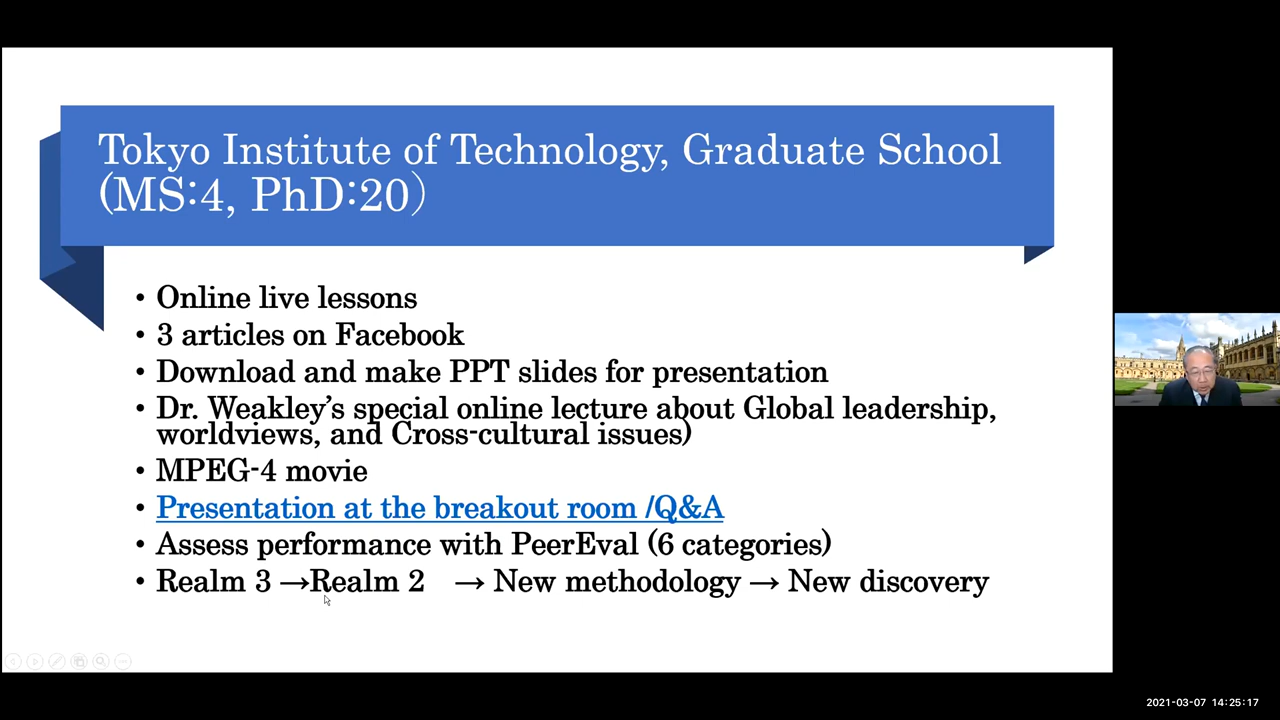 Tokyo Institute of Technology, Graduate School
(MS:4, PhD:20）
• Online live lessons
• 3 articles on Facebook
• Download and make PPT slides for presentation
• Dr. Weakley’s special online lecture about Global leadership,
worldviews, and Cross-cultural issues)
• MPEG-4 movie
• Presentation at the breakout room /Q&A
• Assess performance with PeerEval (6 categories)
• Realm 3 →Realm 2 → New methodology → New discovery
2021-03-07 14:25:17